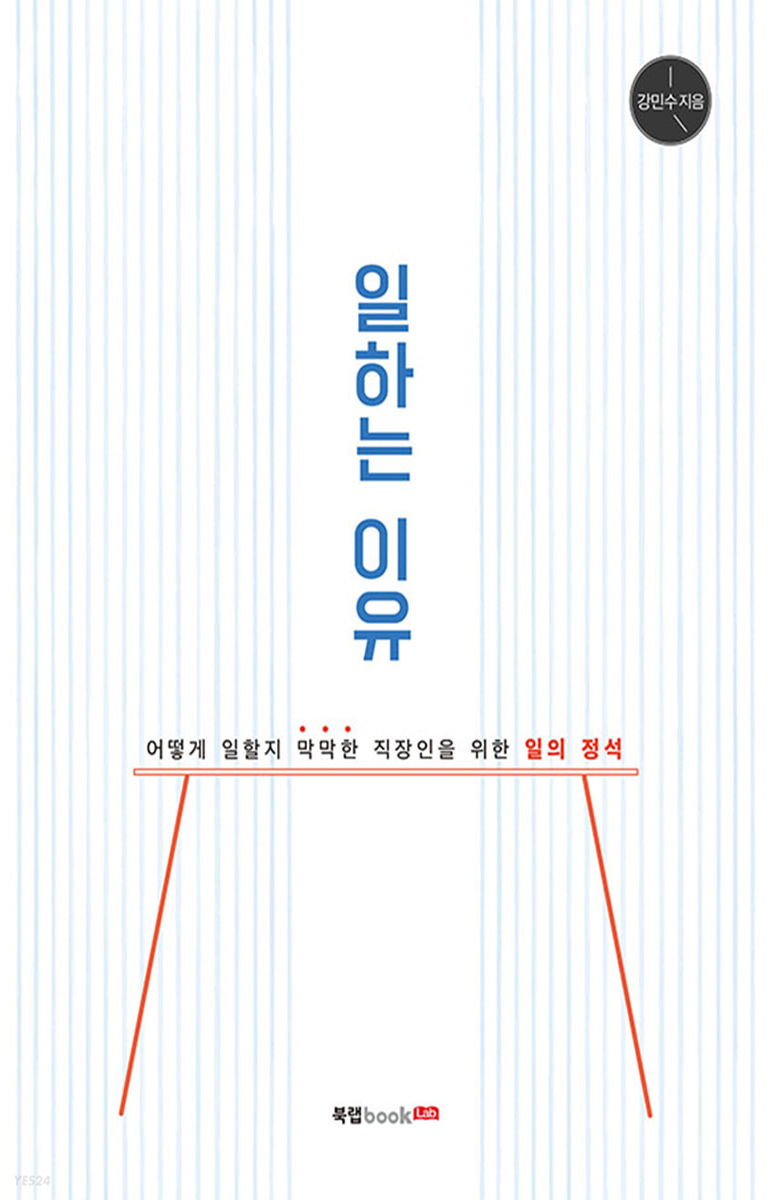 강민수 지음
일하는 이유
어떻게 일할지 막막한 직장인을 위한 일의 정석
북랩book Lab
YES24